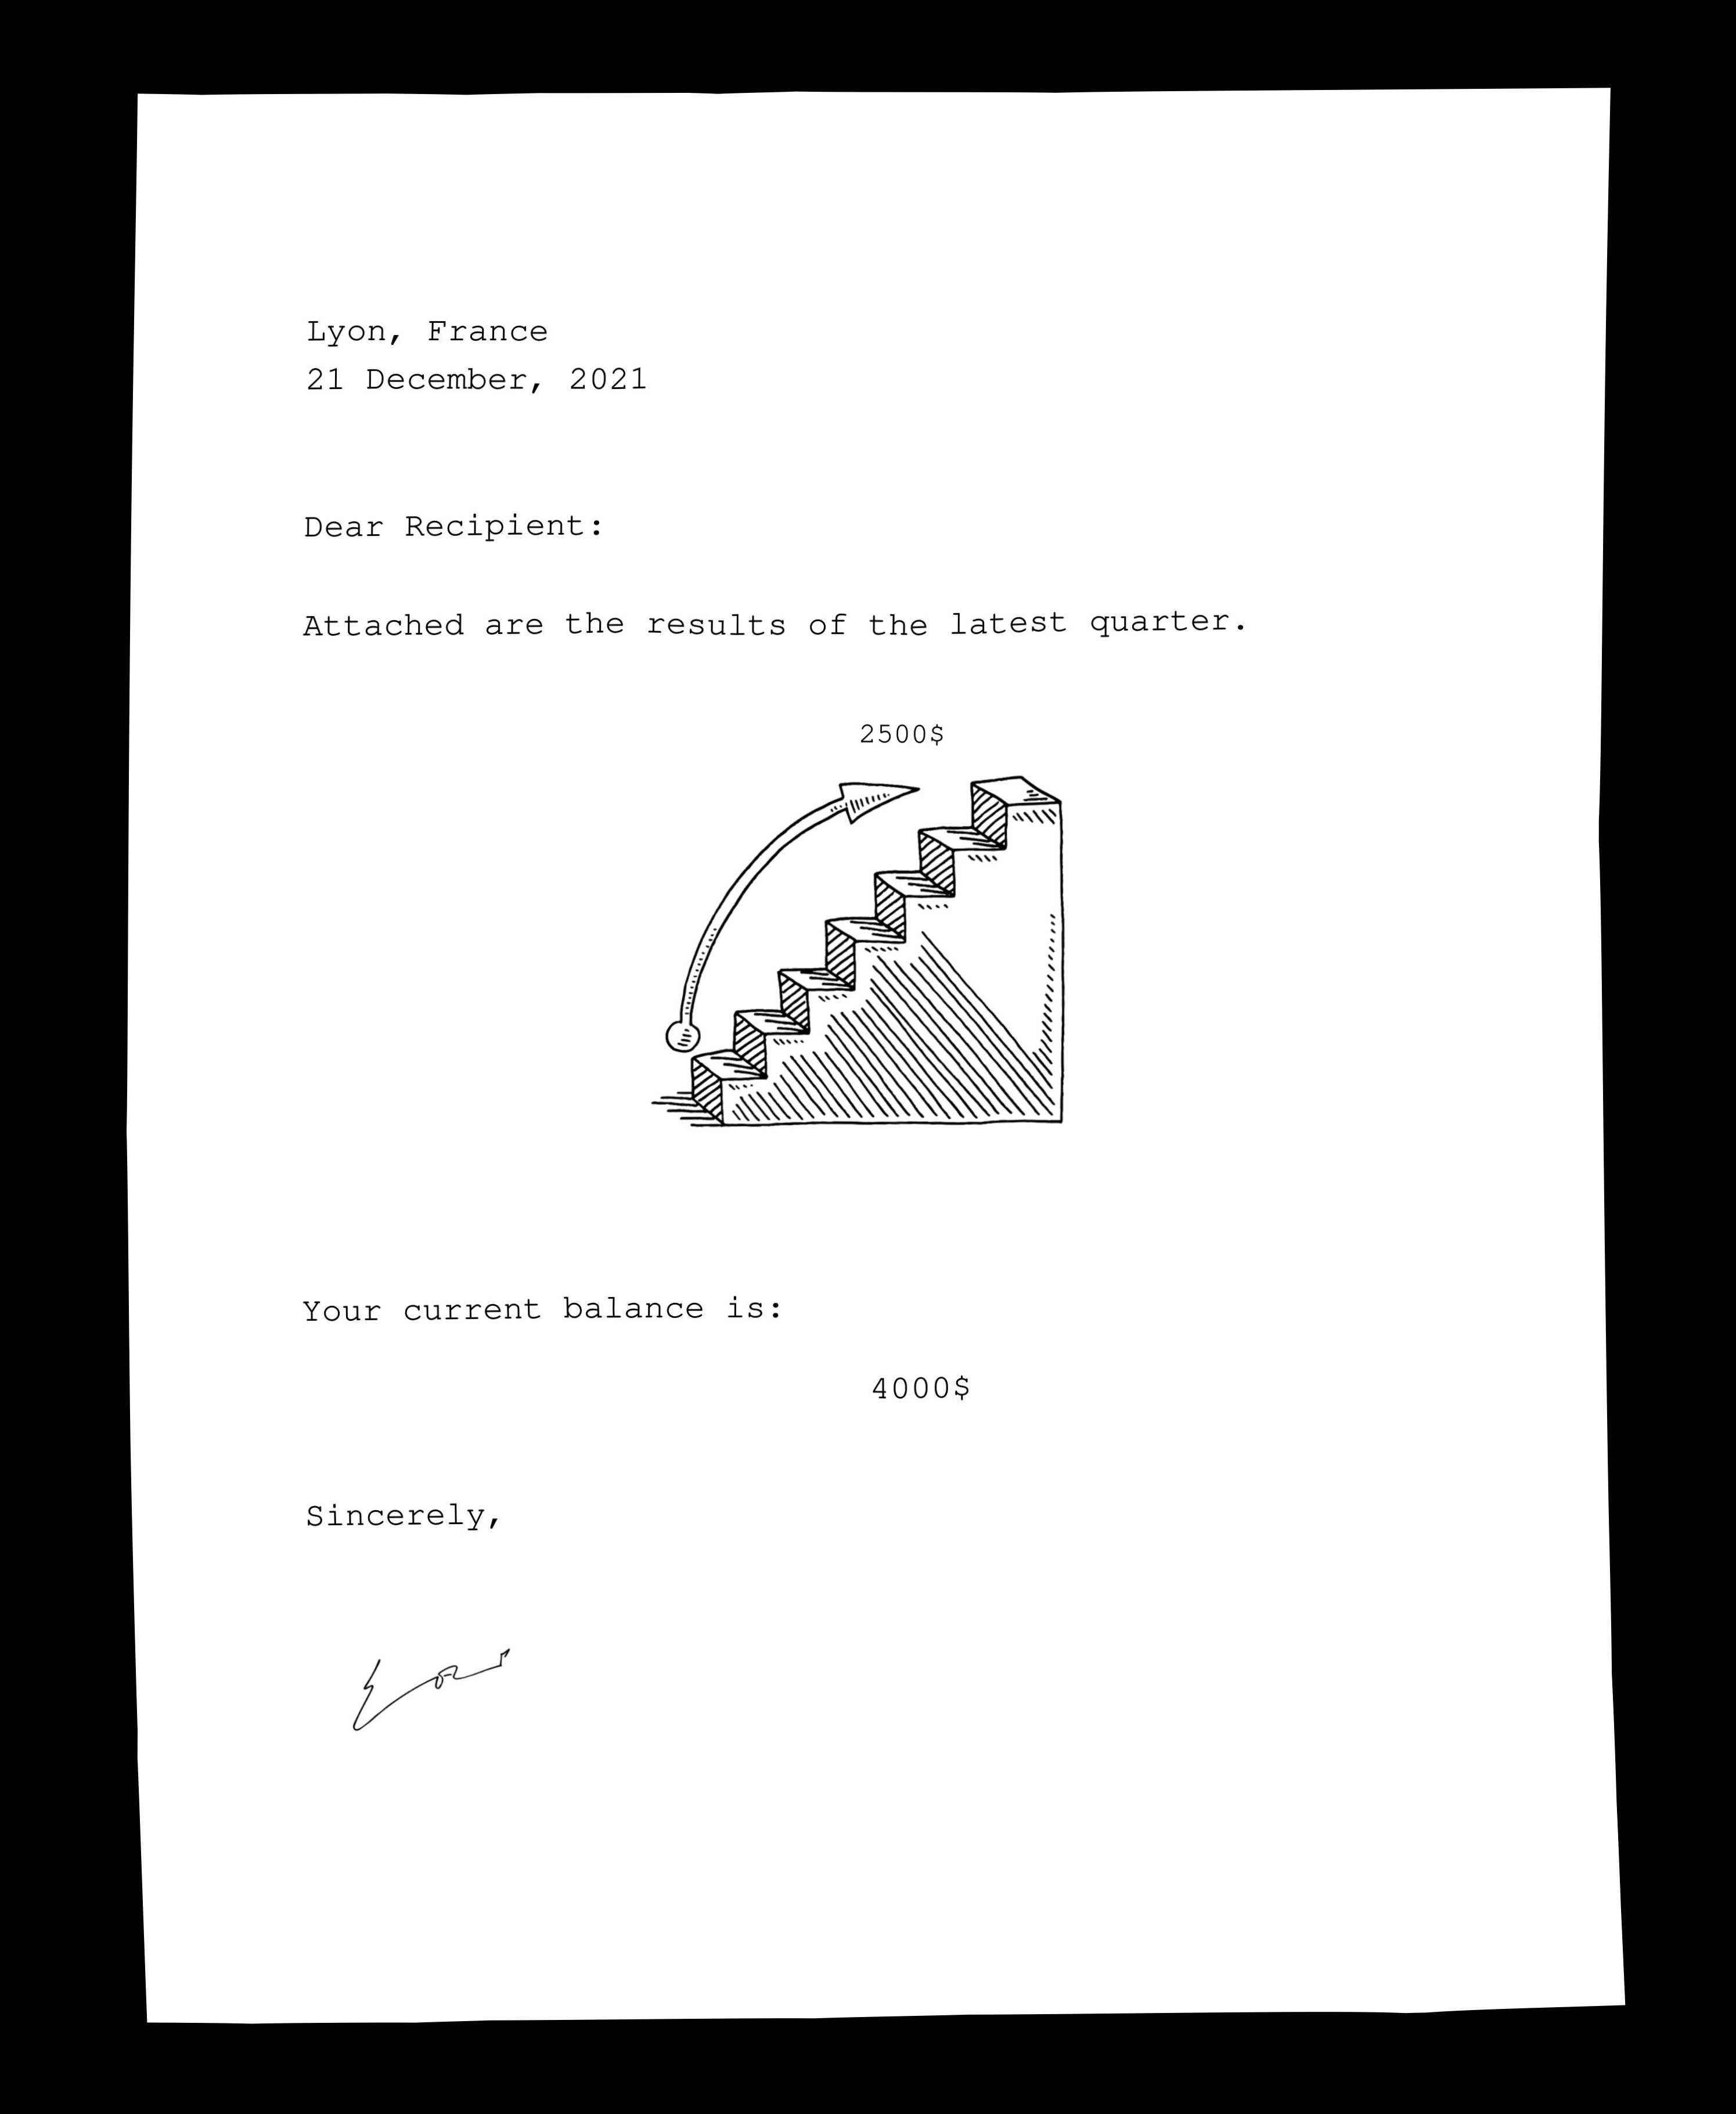 Lyon, France
21 December, 2021
Dear Recipient:
Attached are the results of the latest quarter.
2500$
Your current balance is:
4000$
Sincerely,